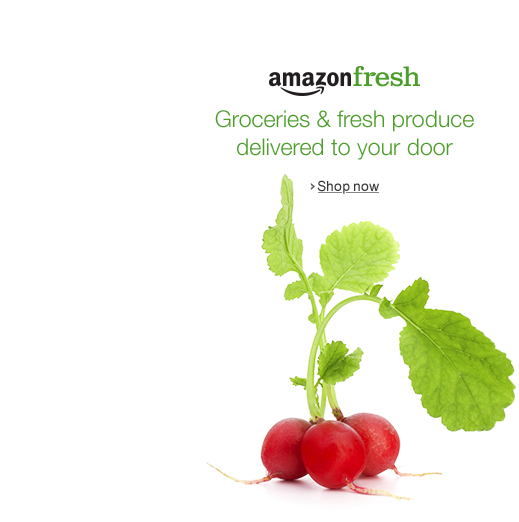 amazonfresh
Groceries & fresh produce
delivered to your door
› Shop now